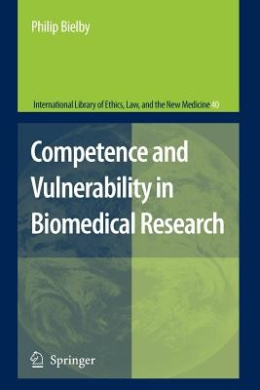 Philip Bielby
International Library of Ethics, Law, and the New Medicine 40
Competence and
Vulnerability in
Biomedical Research
Springer